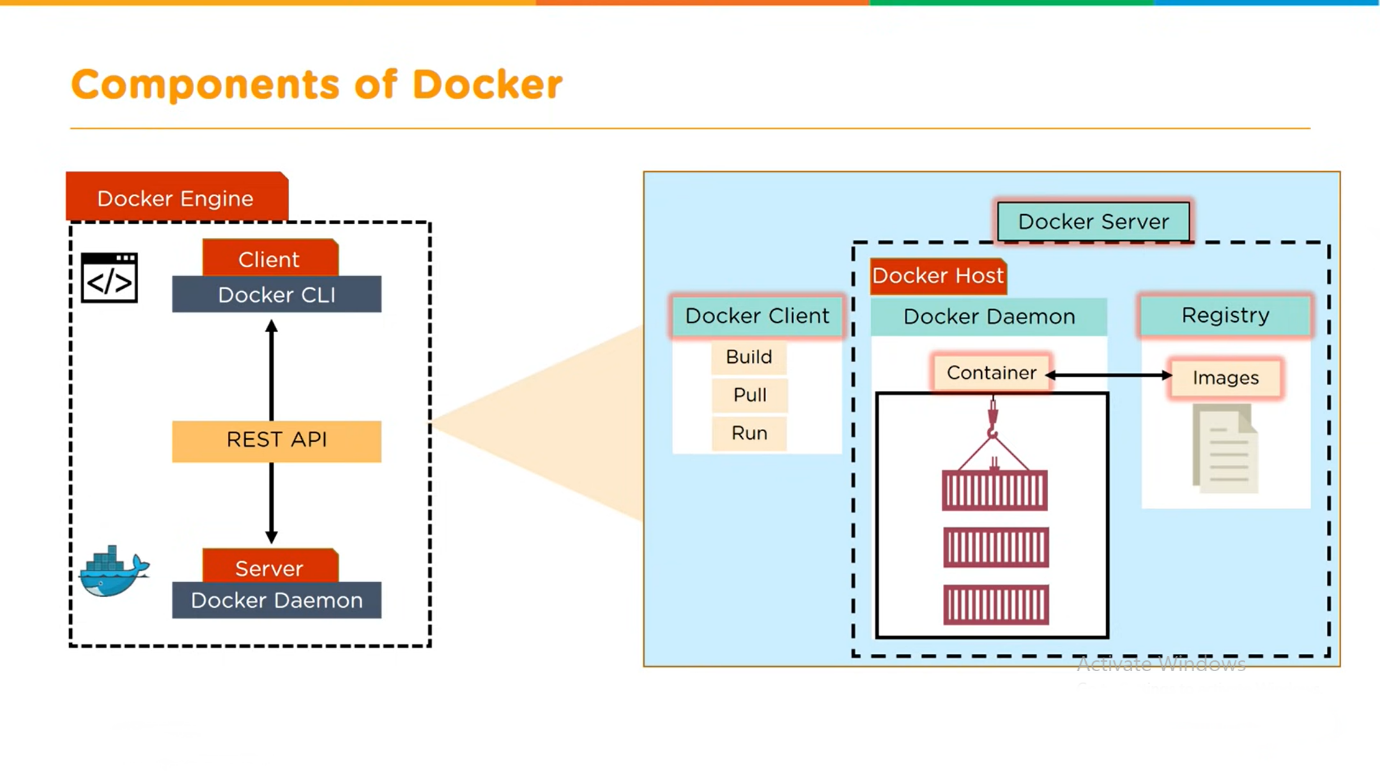 Components of Docker
Docker Engine
Client
Docker CLI
REST API
Server
Docker Daemon
Docker Server
Docker Host
Docker Client
Docker Daemon
Registry
Build
Pull
Run
Container
Images
Activate Windows